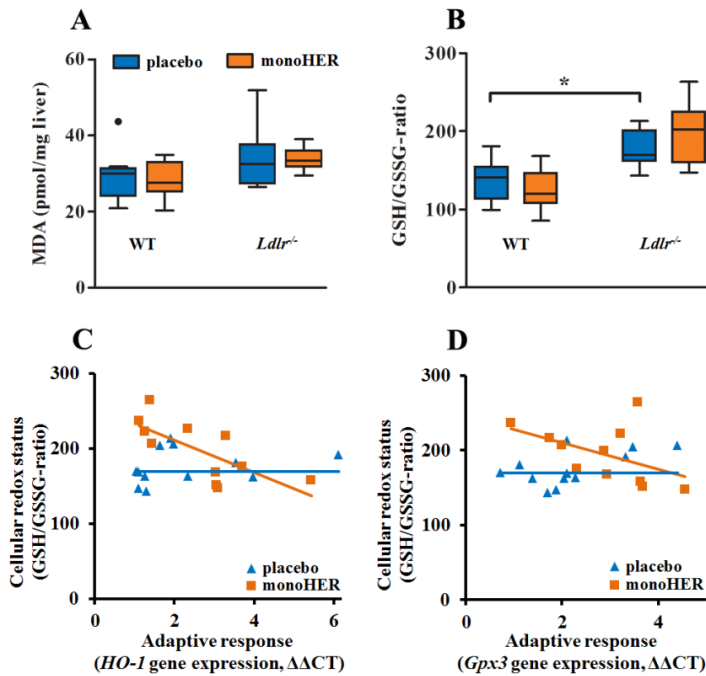 A
MDA (pmol/mg liver)
60
40
20
0
placebo
monoHER
WT
Ldlr-/-
B
GSH/GSSG-ratio
300
200
100
0
*
WT
Ldlr-/-
C
Cellular redox status
(GSH/GSSG-ratio)
300
200
100
0
placebo
monoHER
0
2
4
6
Adaptive response
(HO-1 gene expression, ΔΔCT)
D
Cellular redox status
(GSH/GSSG-ratio)
300
200
100
0
placebo
monoHER
0
2
4
Adaptive response
(Gpx3 gene expression, ΔΔCT)